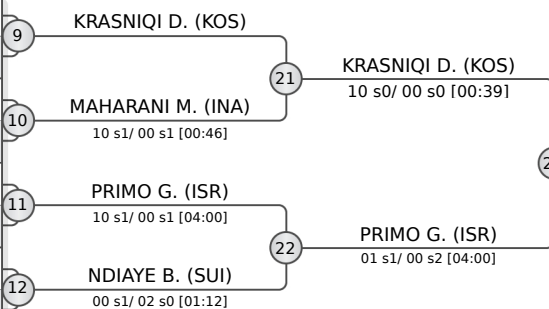 KRASNIQI D. (KOS)
9
21
KRASNIQI D. (KOS)
10 s0/ 00 s0 [00:39]
MAHARANI M. (INA)
10
10 s1/ 00 s1 [00:46]
PRIMO G. (ISR)
11
10 s1/ 00 s1 [04:00]
22
PRIMO G. (ISR)
01 s1/ 00 s2 [04:00]
NDIAYE B. (SUI)
12
00 s1/ 02 s0 [01:12]